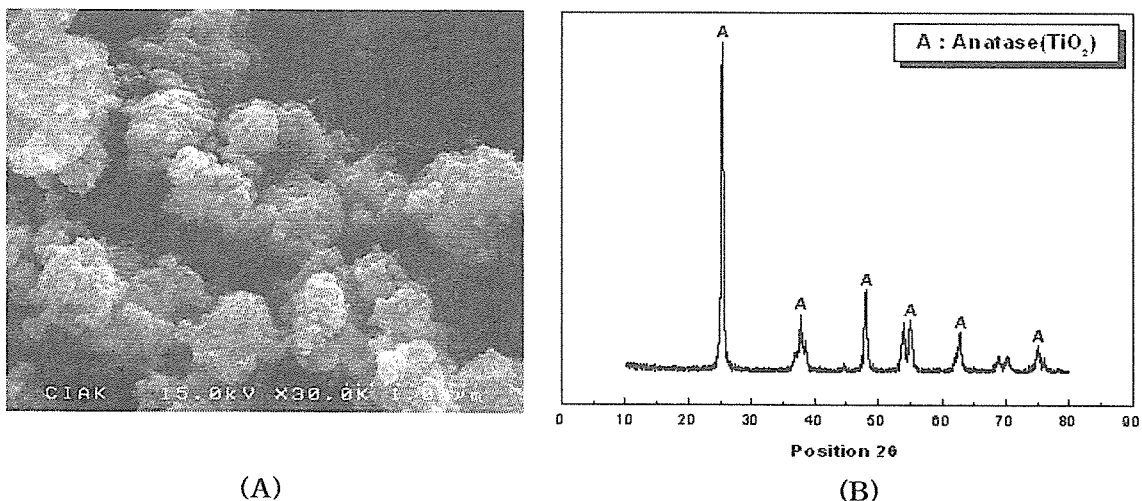 A
A : Anatase(TiO₂)
A
A
A
A
A
CIAK 15.0kV X30.0K
0 10 20 30 40 50 60 70 80 90
Position 2θ
(A)
(B)